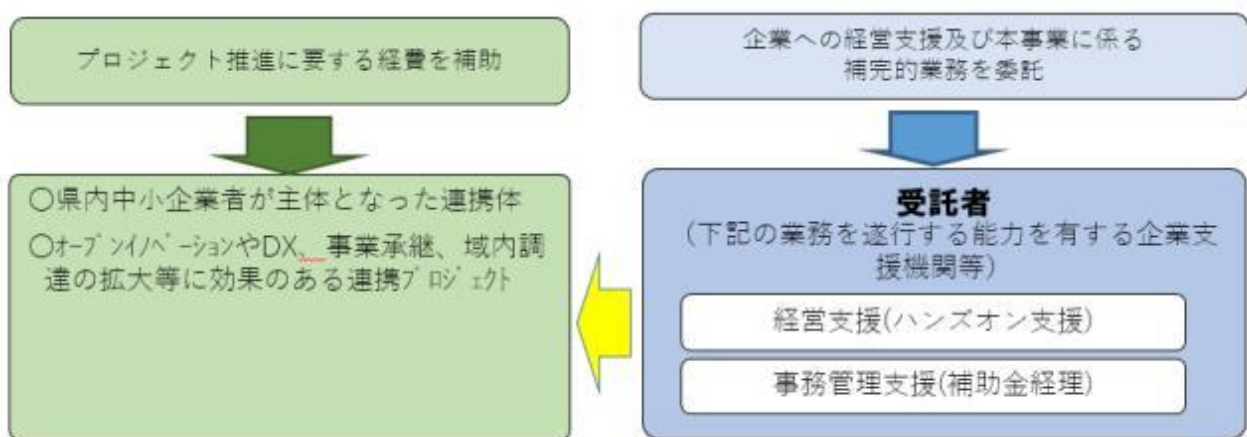 プロジェクト推進に要する経費を補助
企業への経営支援及び本事業に係る
補完的業務を委託
〇県内中小企業者が主体となった連携体
〇ｵｰﾌﾟﾝｲﾉﾍﾞｰｼｮﾝやDX、事業承継、域内調
達の拡大等に効果のある連携ﾌﾟﾛｼﾞｪｸﾄ
受託者
（下記の業務を遂行する能力を有する企業支
援機関等）
経営支援(ハンズオン支援)
事務管理支援(補助金経理)